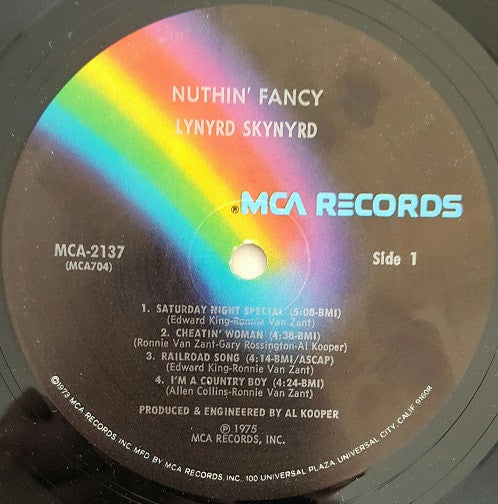 NUTHIN' FANCY
LYNYRD SKYNYRD
® MCA RECORDS
MCA-2137
(MCA704)
Side 1
1. SATURDAY NIGHT SPECIAL (5:08-BMI)
(Edward King-Ronnie Van Zant)
2. CHEATIN' WOMAN (4:38-BMI)
(Ronnie Van Zant-Gary Rossington-Al Kooper)
3. RAILROAD SONG (4:14-BMI/ASCAP)
(Edward King-Ronnie Van Zant)
4. I'M A COUNTRY BOY (4:24-BMI)
(Allen Collins-Ronnie Van Zant)
PRODUCED & ENGINEERED BY AL KOOPER
℗ 1975
MCA RECORDS, INC.
©1973 MCA RECORDS INC MFD BY MCA RECORDS, INC. 100 UNIVERSAL PLAZA, UNIVERSAL CITY, CALIF. 91608